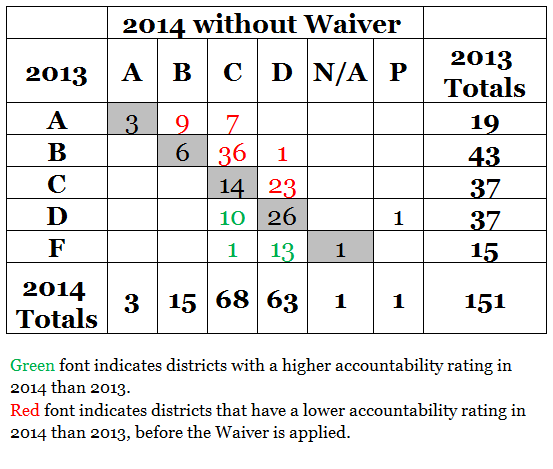 2014 without Waiver
2013 A B C D N/A P 2013 Totals
A 3 9 7 19
B 6 36 1 43
C 14 23 37
D 10 26 1 37
F 1 13 1 15
2014 Totals 3 15 68 63 1 1 151
Green font indicates districts with a higher accountability rating in
2014 than 2013.
Red font indicates districts that have a lower accountability rating in
2014 than 2013, before the Waiver is applied.